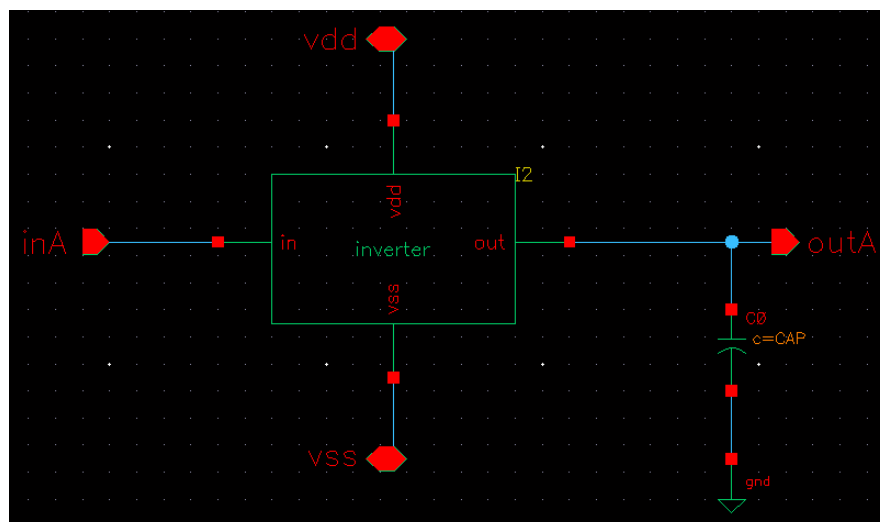 vdd
I2
vdd
inA
in
inverter
out
outA
vss
C0
c=CAP
vss
gnd